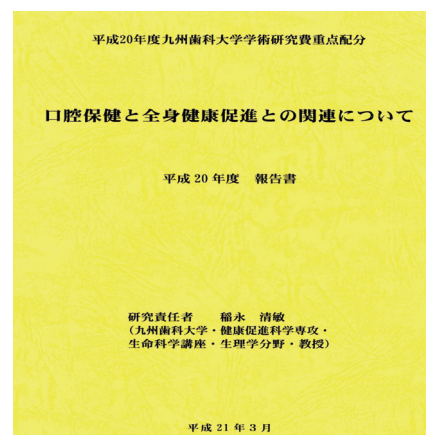 平成20年度九州歯科大学学術研究費重点配分
口腔保健と全身健康促進との関連について
平成 20 年度　報告書
研究責任者　　稲永　清敏
(九州歯科大学・健康促進科学専攻・
生命科学講座・生理学分野・教授)
平成 21 年 3 月